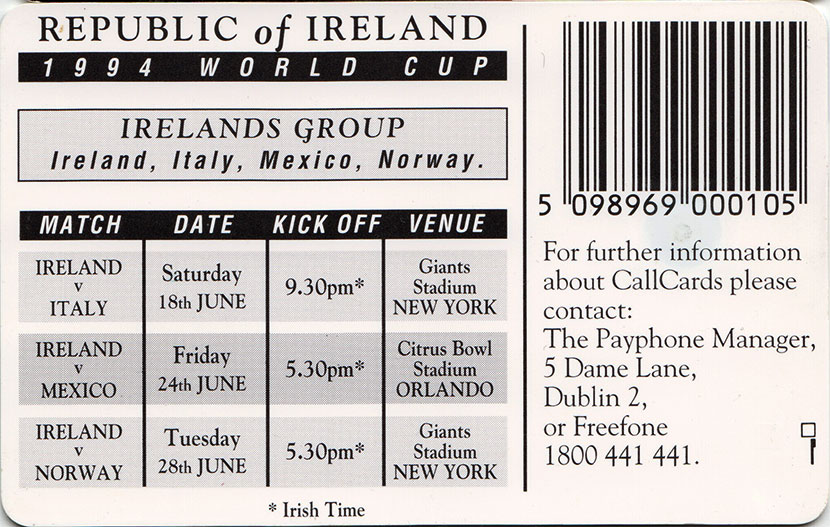 REPUBLIC of IRELAND
1994 WORLD CUP
IRELANDS GROUP
Ireland, Italy, Mexico, Norway.
MATCH DATE KICK OFF VENUE
IRELAND
v
ITALY
Saturday
18th JUNE
9.30pm*
Giants
Stadium
NEW YORK
IRELAND
v
MEXICO
Friday
24th JUNE
5.30pm*
Citrus Bowl
Stadium
ORLANDO
IRELAND
v
NORWAY
Tuesday
28th JUNE
5.30pm*
Giants
Stadium
NEW YORK
* Irish Time
5 098969 000105
For further information
about CallCards please
contact:
The Payphone Manager,
5 Dame Lane,
Dublin 2,
or Freefone
1800 441 441.